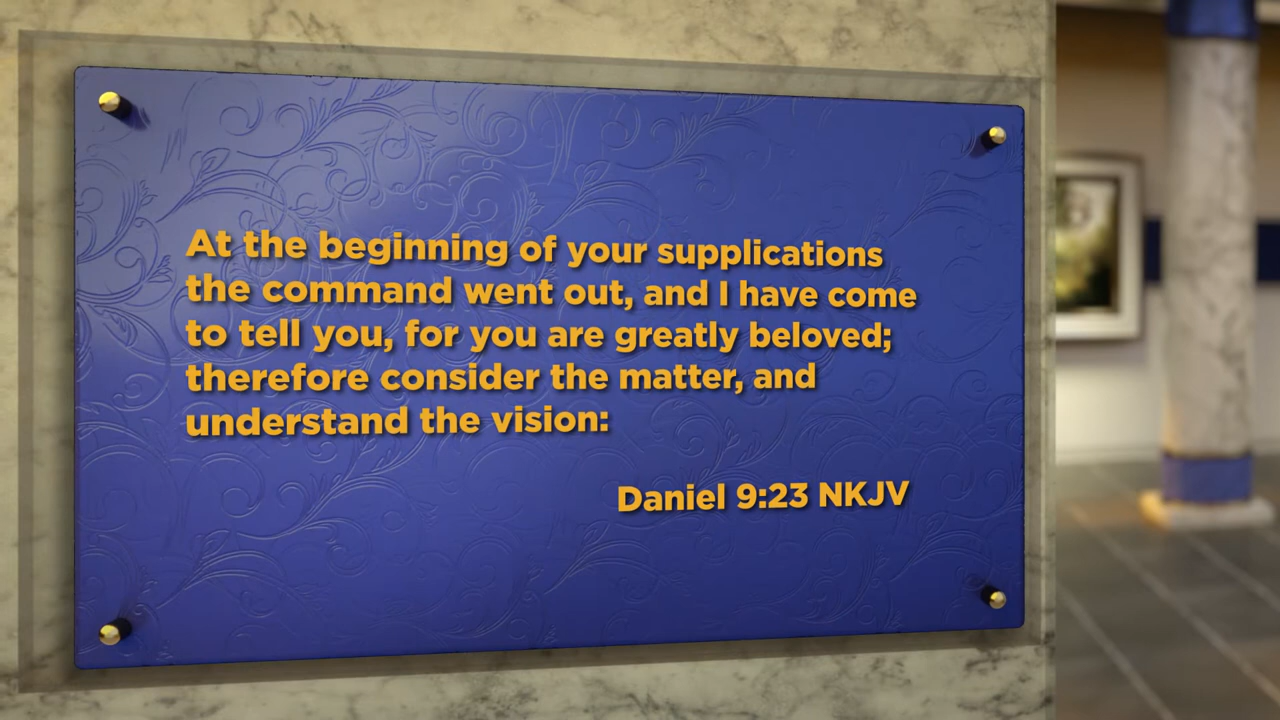 At the beginning of your supplications
the command went out, and I have come
to tell you, for you are greatly beloved;
therefore consider the matter, and
understand the vision:
Daniel 9:23 NKJV